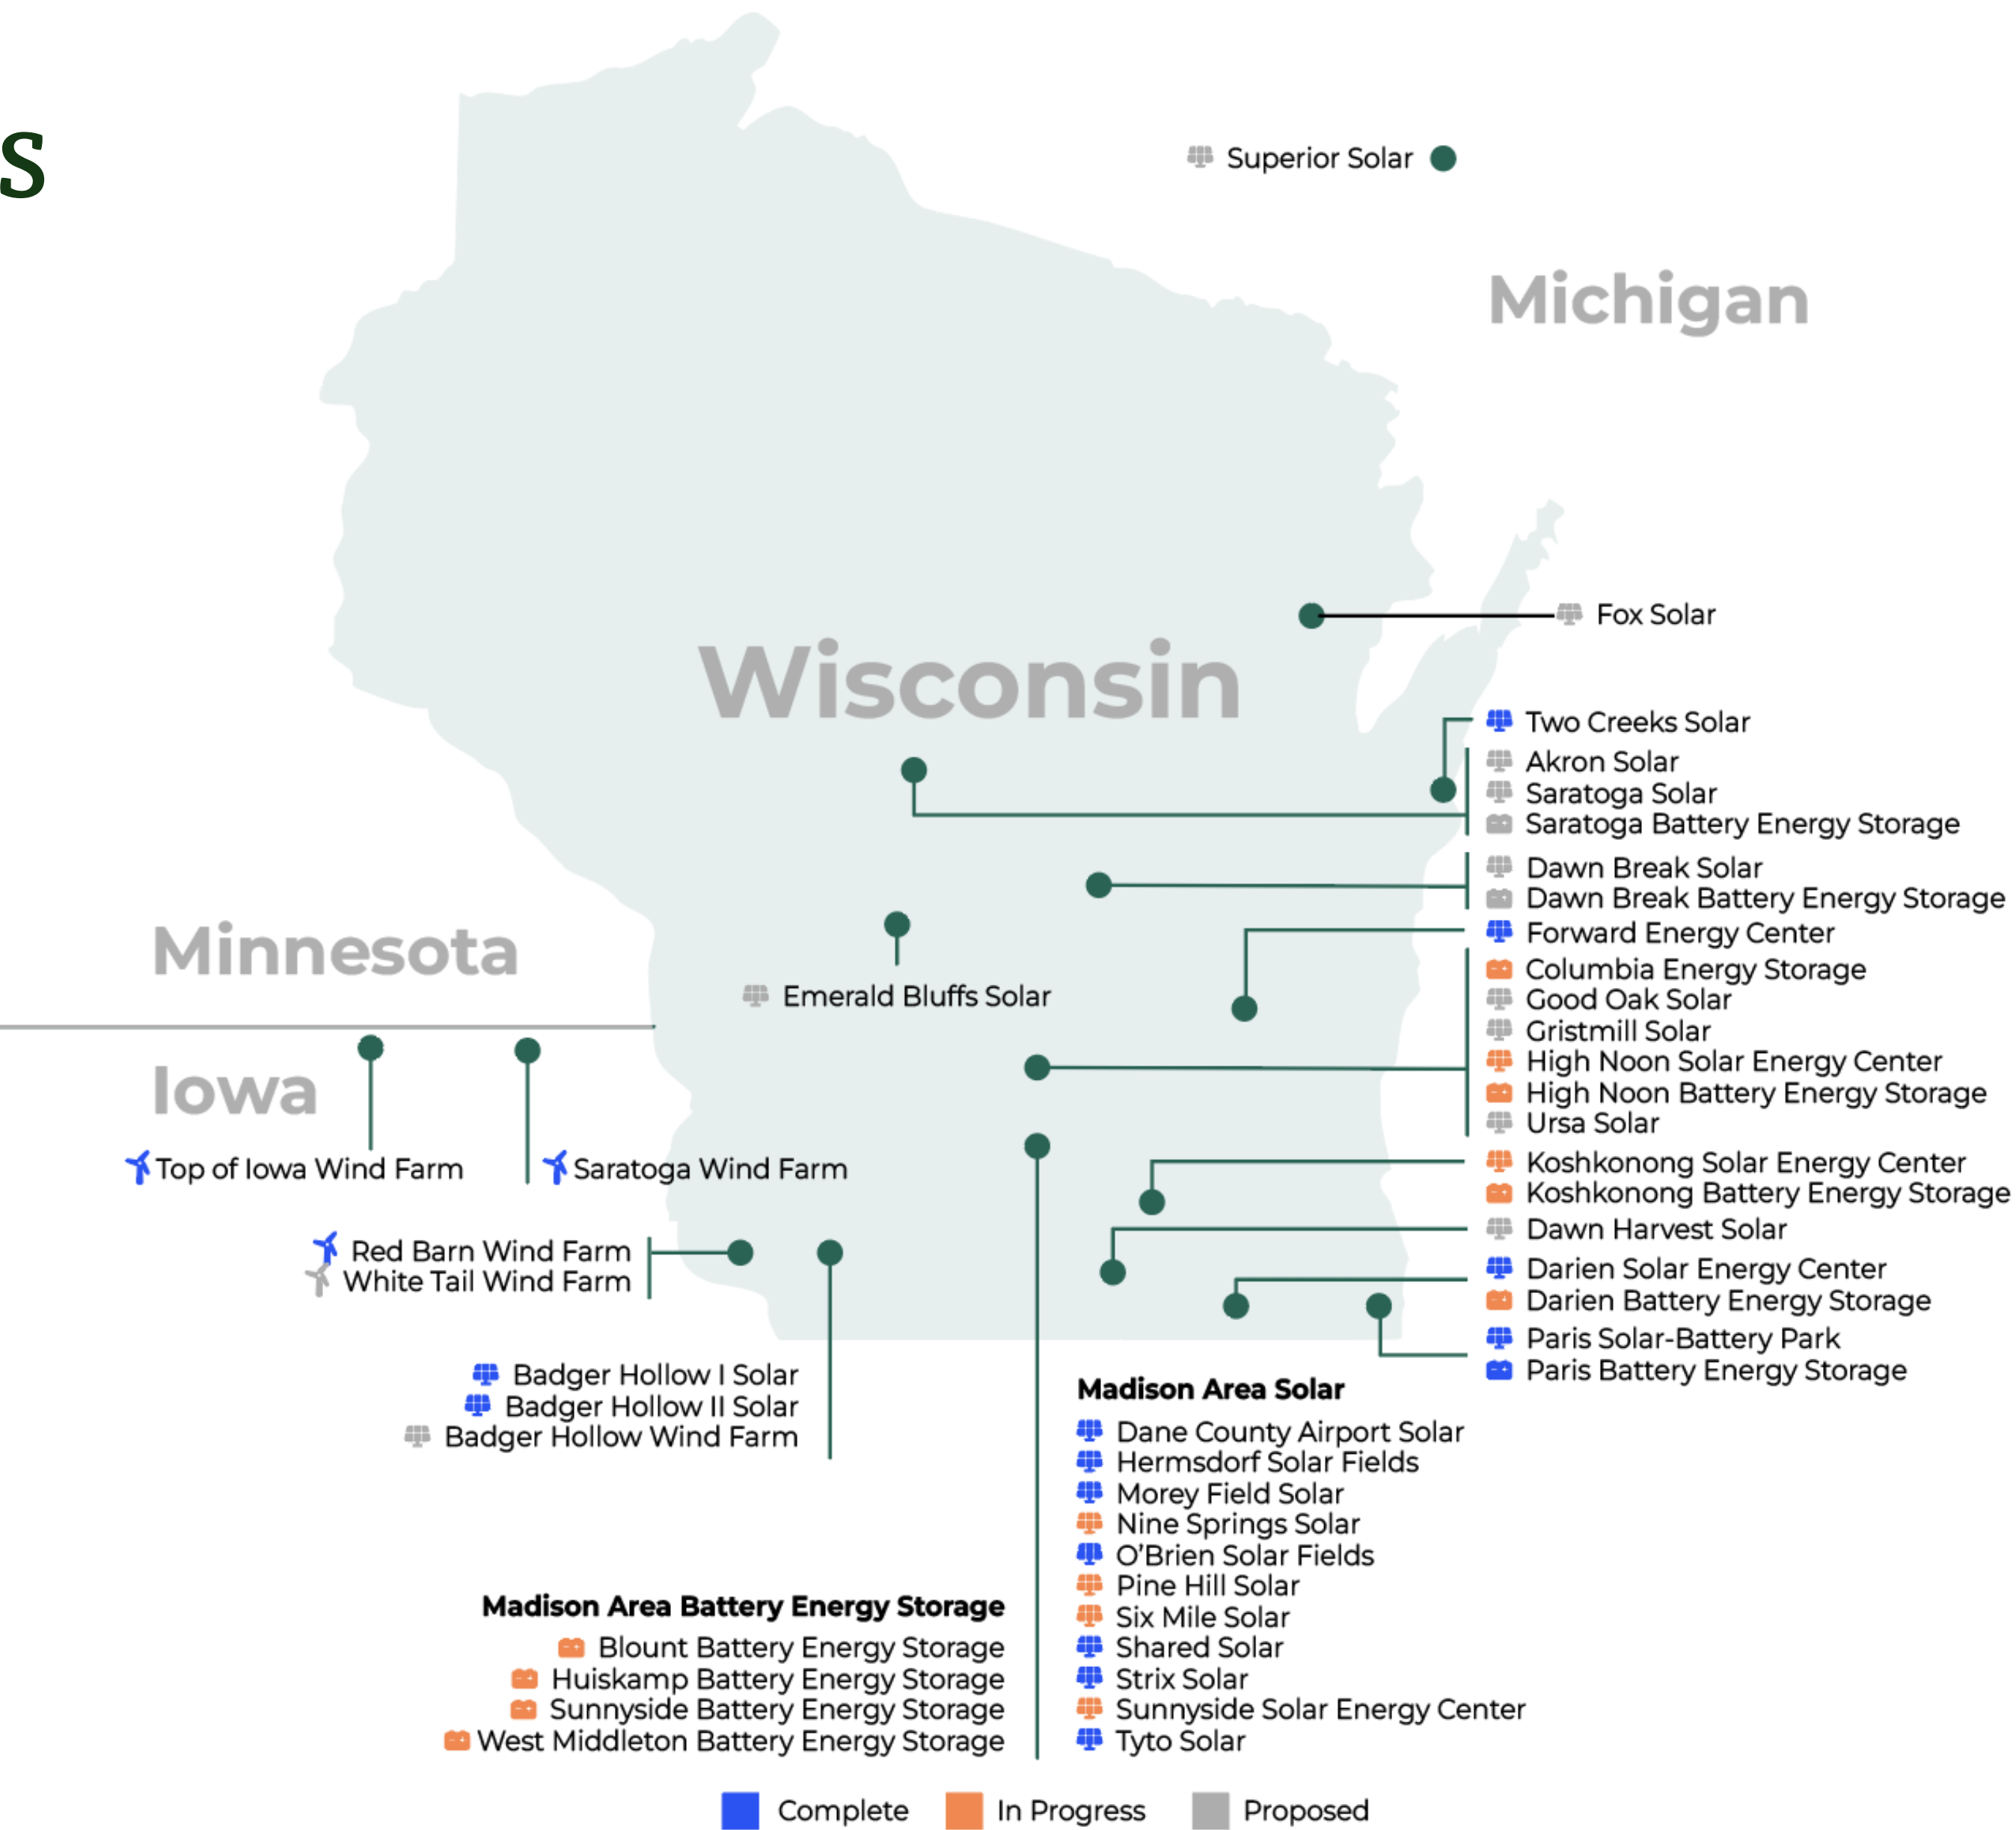 s
Superior Solar
Michigan
Fox Solar
Wisconsin
Two Creeks Solar
Akron Solar
Saratoga Solar
Saratoga Battery Energy Storage
Dawn Break Solar
Dawn Break Battery Energy Storage
Forward Energy Center
Columbia Energy Storage
Good Oak Solar
Gristmill Solar
High Noon Solar Energy Center
High Noon Battery Energy Storage
Ursa Solar
Koshkonong Solar Energy Center
Koshkonong Battery Energy Storage
Dawn Harvest Solar
Darien Solar Energy Center
Darien Battery Energy Storage
Paris Solar-Battery Park
Paris Battery Energy Storage
Minnesota
Emerald Bluffs Solar
Iowa
Top of Iowa Wind Farm
Saratoga Wind Farm
Red Barn Wind Farm
White Tail Wind Farm
Badger Hollow I Solar
Badger Hollow II Solar
Badger Hollow Wind Farm
Madison Area Solar
Dane County Airport Solar
Hermsdorf Solar Fields
Morey Field Solar
Nine Springs Solar
O’Brien Solar Fields
Pine Hill Solar
Six Mile Solar
Shared Solar
Strix Solar
Sunnyside Solar Energy Center
Tyto Solar
Madison Area Battery Energy Storage
Blount Battery Energy Storage
Huiskamp Battery Energy Storage
Sunnyside Battery Energy Storage
West Middleton Battery Energy Storage
Complete
In Progress
Proposed